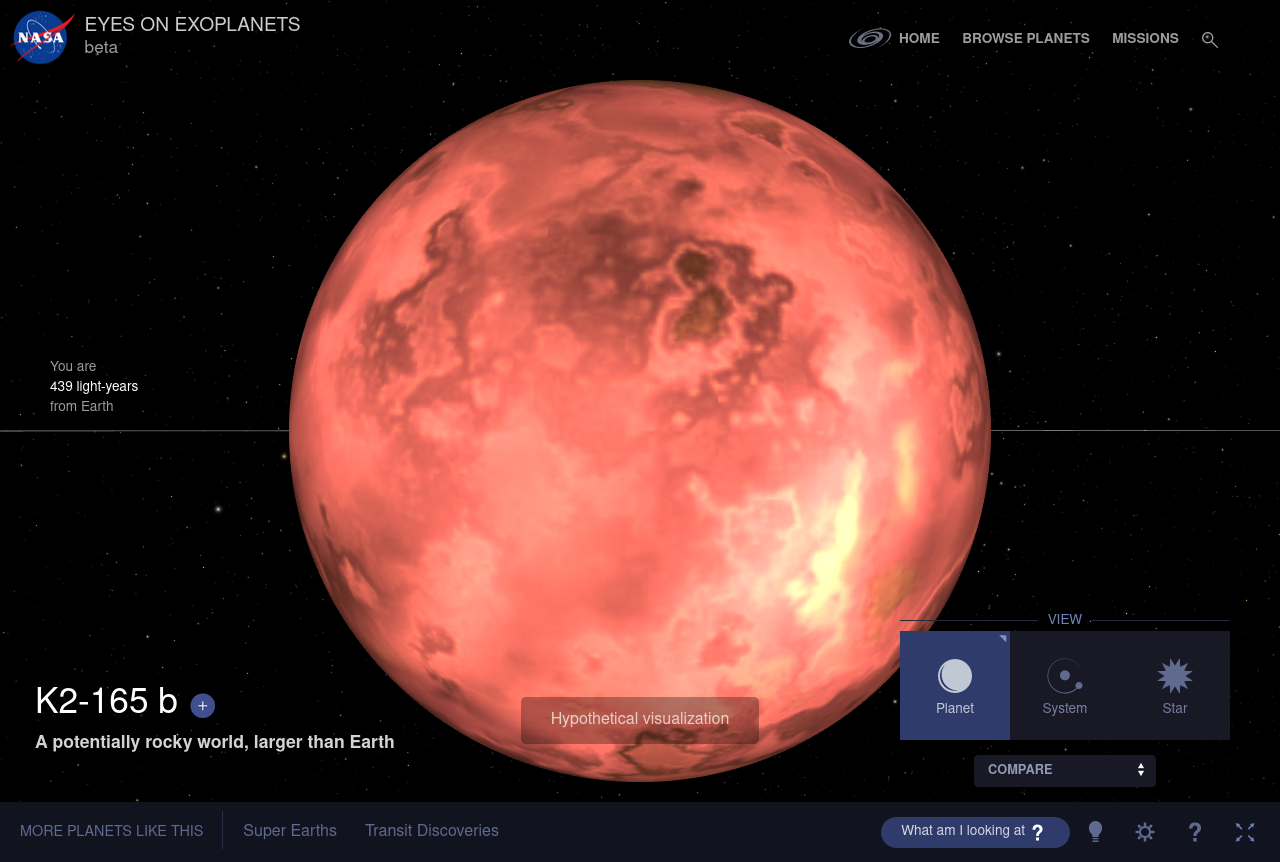 NASA
EYES ON EXOPLANETS
beta
HOME
BROWSE PLANETS
MISSIONS
You are
439 light-years
from Earth
VIEW
Planet
System
Star
K2-165 b +
A potentially rocky world, larger than Earth
Hypothetical visualization
COMPARE
MORE PLANETS LIKE THIS
Super Earths
Transit Discoveries
What am I looking at ?
?